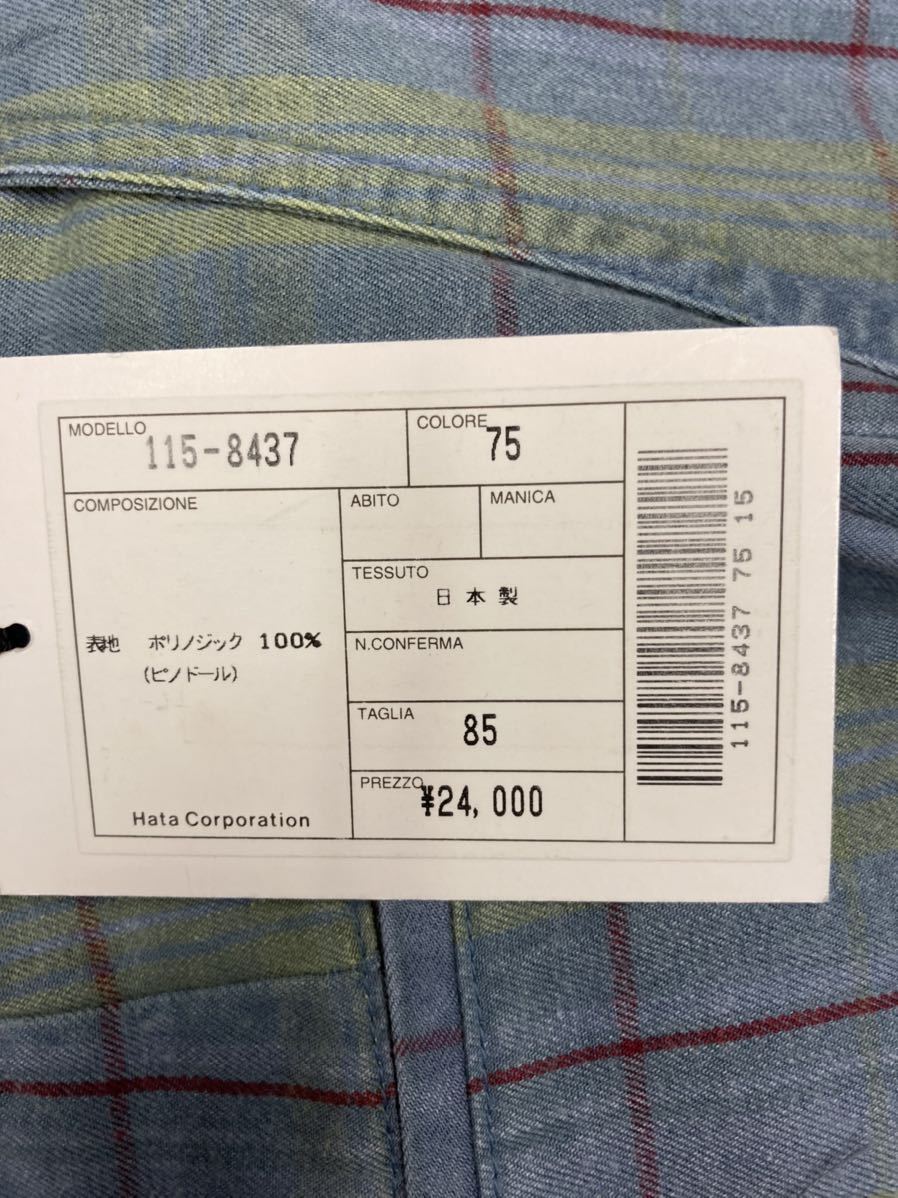 MODELLO
115-8437
COLORE
75
COMPOSIZIONE
表地 ポリノジック 100%
(ピノドール)
Hata Corporation
ABITO
MANICA
TESSUTO
日本製
N.CONFERMA
TAGLIA
85
PREZZO
¥24,000
115-8437 75 15